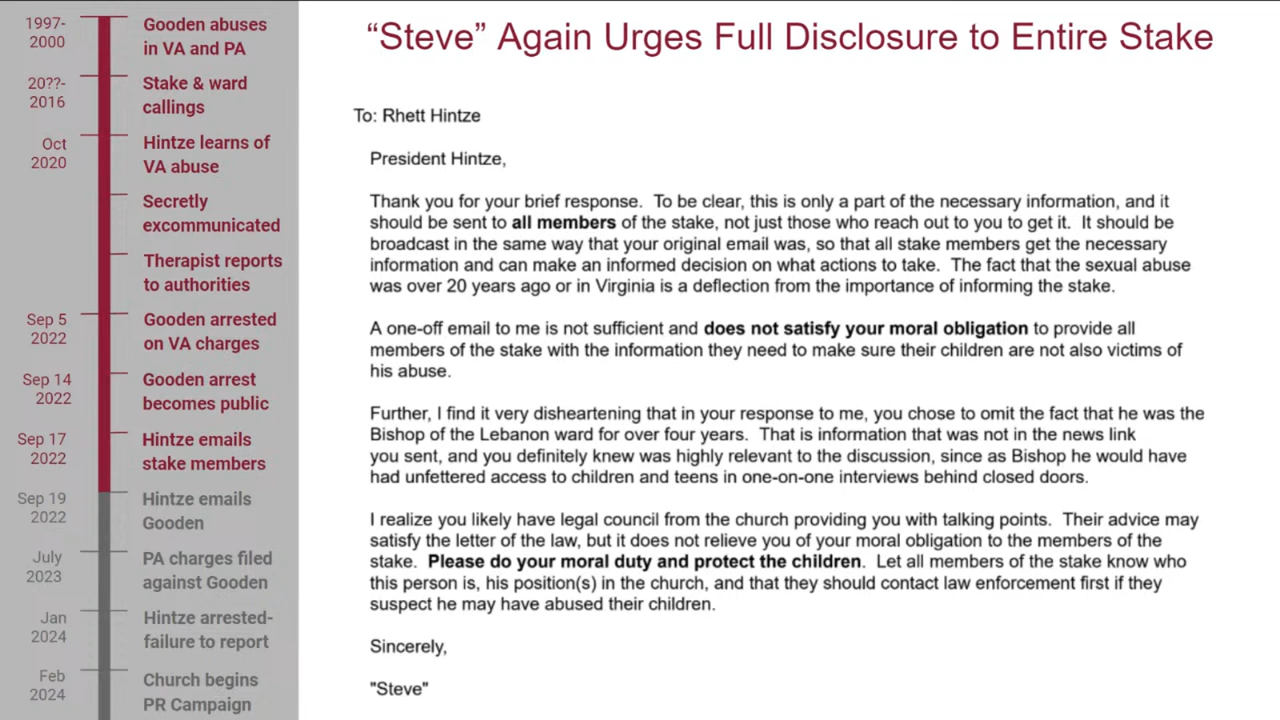 1997-
2000
Gooden abuses
in VA and PA
20??-
2016
Stake & ward
callings
Oct
2020
Hintze learns of
VA abuse
Secretly
excommunicated
Therapist reports
to authorities
Sep 5
2022
Gooden arrested
on VA charges
Sep 14
2022
Gooden arrest
becomes public
Sep 17
2022
Hintze emails
stake members
Sep 19
2022
Hintze emails
Gooden
July
2023
PA charges filed
against Gooden
Jan
2024
Hintze arrested-
failure to report
Feb
2024
Church begins
PR Campaign
“Steve” Again Urges Full Disclosure to Entire Stake
To: Rhett Hintze
President Hintze,
Thank you for your brief response.  To be clear, this is only a part of the necessary information, and it
should be sent to all members of the stake, not just those who reach out to you to get it.  It should be
broadcast in the same way that your original email was, so that all stake members get the necessary
information and can make an informed decision on what actions to take.  The fact that the sexual abuse
was over 20 years ago or in Virginia is a deflection from the importance of informing the stake.
A one-off email to me is not sufficient and does not satisfy your moral obligation to provide all
members of the stake with the information they need to make sure their children are not also victims of
his abuse.
Further, I find it very disheartening that in your response to me, you chose to omit the fact that he was the
Bishop of the Lebanon ward for over four years.  That is information that was not in the news link
you sent, and you definitely knew was highly relevant to the discussion, since as Bishop he would have
had unfettered access to children and teens in one-on-one interviews behind closed doors.
I realize you likely have legal council from the church providing you with talking points.  Their advice may
satisfy the letter of the law, but it does not relieve you of your moral obligation to the members of the
stake.  Please do your moral duty and protect the children.  Let all members of the stake know who
this person is, his position(s) in the church, and that they should contact law enforcement first if they
suspect he may have abused their children.
Sincerely,
"Steve"